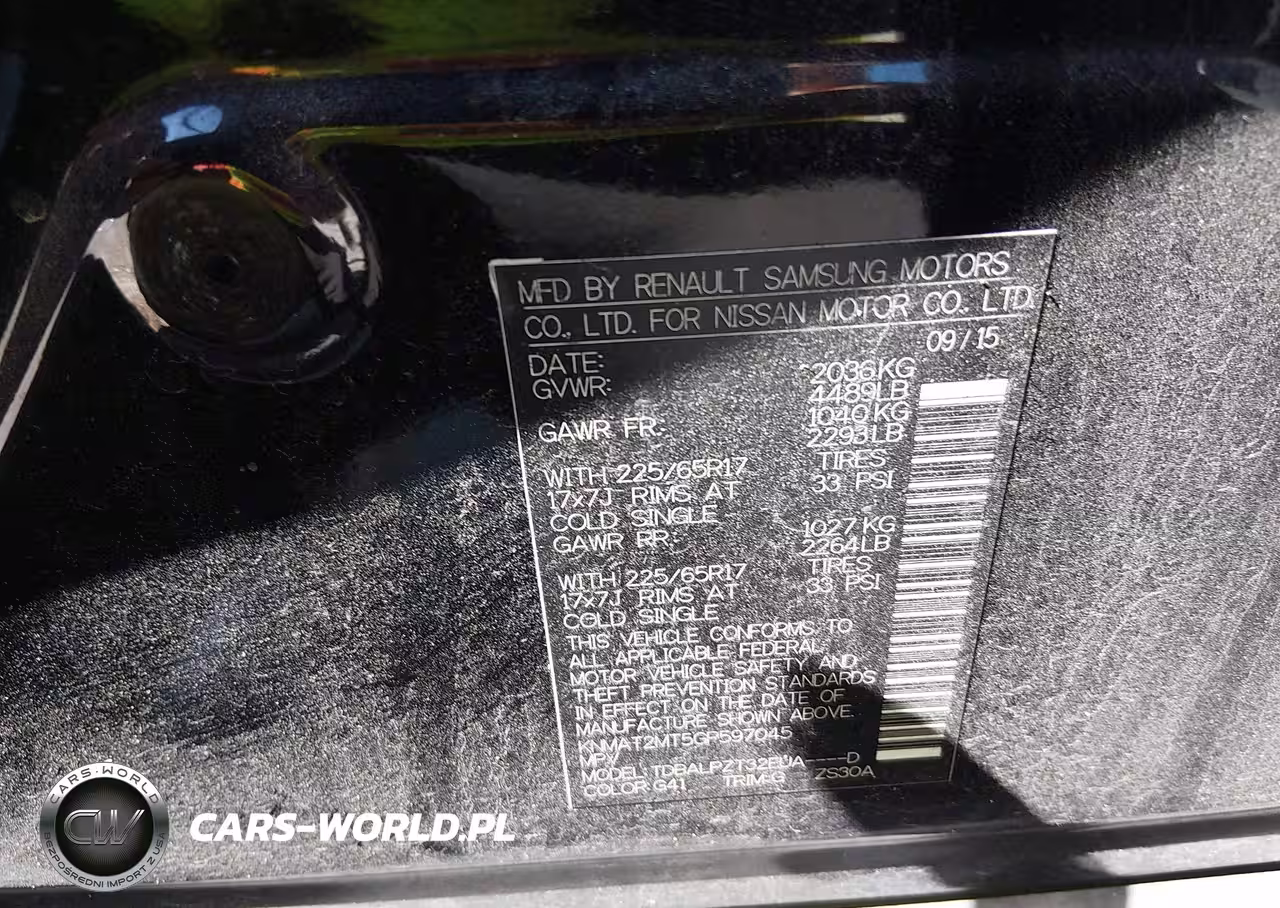 MFD BY RENAULT SAMSUNG MOTORS
CO., LTD. FOR NISSAN MOTOR CO., LTD.
DATE: 09/15
GVWR: 2036KG
4489LB
GAWR FR: 1040KG
2293LB
WITH 225/65R17 TIRES
17x7J RIMS AT 33 PSI
COLD SINGLE
GAWR RR: 1027KG
2264LB
WITH 225/65R17 TIRES
17x7J RIMS AT 33 PSI
COLD SINGLE
THIS VEHICLE CONFORMS TO
ALL APPLICABLE FEDERAL
MOTOR VEHICLE SAFETY AND
THEFT PREVENTION STANDARDS
IN EFFECT ON THE DATE OF
MANUFACTURE SHOWN ABOVE.
KNMAT2MT5GP597045
MPV
MODEL: TDBALPZT32EUA----D
COLOR:G41 TRIM:G ZS30A
CARS-WORLD
CW
BEZPOŚREDNI IMPORT Z USA
CARS-WORLD.PL